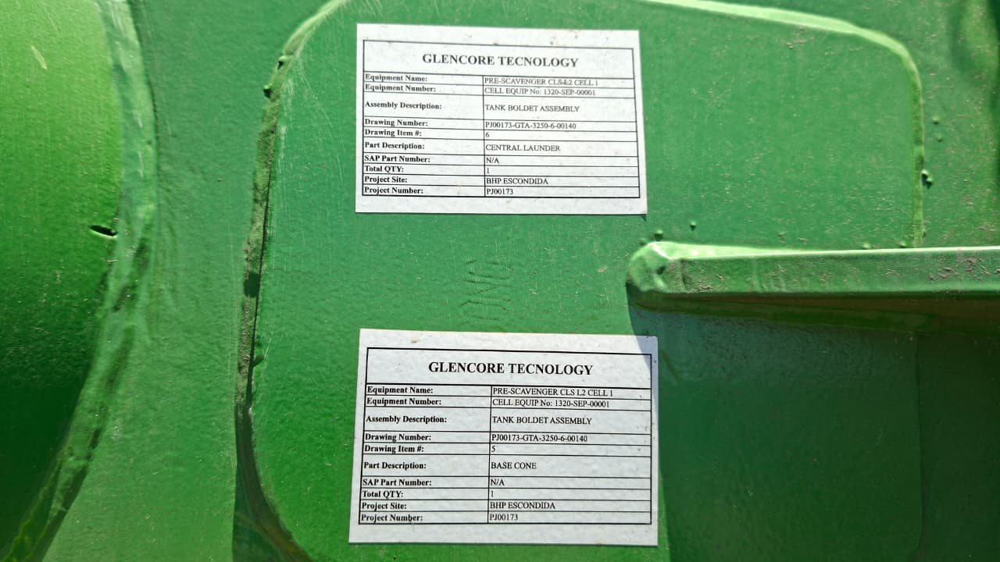 GLENCORE TECNOLOGY
Equipment Name: PRE-SCAVENGER CLS L2 CELL 1
Equipment Number: CELL EQUIP No: 1320-SEP-00001
Assembly Description: TANK BOLDET ASSEMBLY
Drawing Number: PJ00173-GTA-3250-6-00140
Drawing Item #: 6
Part Description: CENTRAL LAUNDER
SAP Part Number: N/A
Total QTY: 1
Project Site: BHP ESCONDIDA
Project Number: PJ00173
GLENCORE TECNOLOGY
Equipment Name: PRE-SCAVENGER CLS L2 CELL 1
Equipment Number: CELL EQUIP No: 1320-SEP-00001
Assembly Description: TANK BOLDET ASSEMBLY
Drawing Number: PJ00173-GTA-3250-6-00140
Drawing Item #: 5
Part Description: BASE CONE
SAP Part Number: N/A
Total QTY: 1
Project Site: BHP ESCONDIDA
Project Number: PJ00173